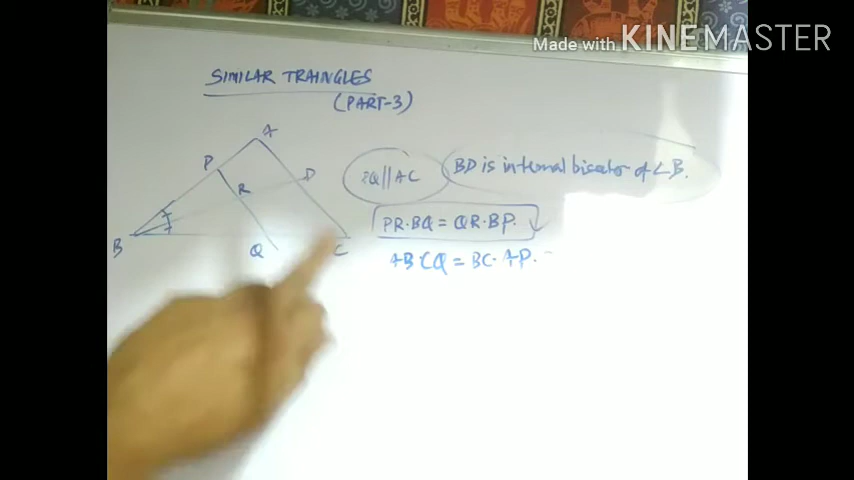 Made with KINEMASTER
SIMILAR TRAINGLES
(PART-3)
A
P
D
R
B
Q
C
Q || AC
BD is internal bisector of ∠B.
PR·BQ = QR·BP.
AB·CQ = BC·AP.